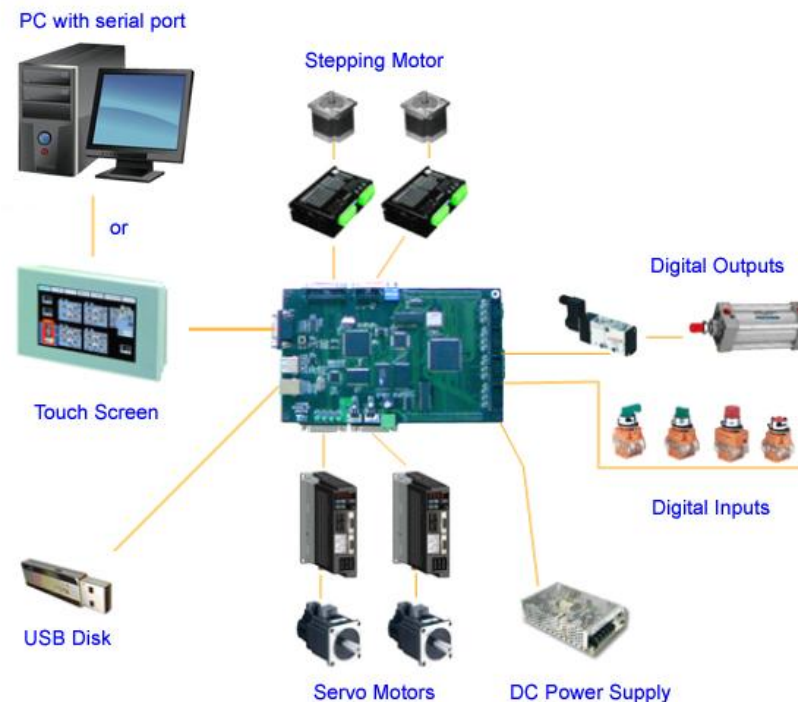 PC with serial port
Stepping Motor
or
Digital Outputs
Touch Screen
Digital Inputs
USB Disk
Servo Motors
DC Power Supply